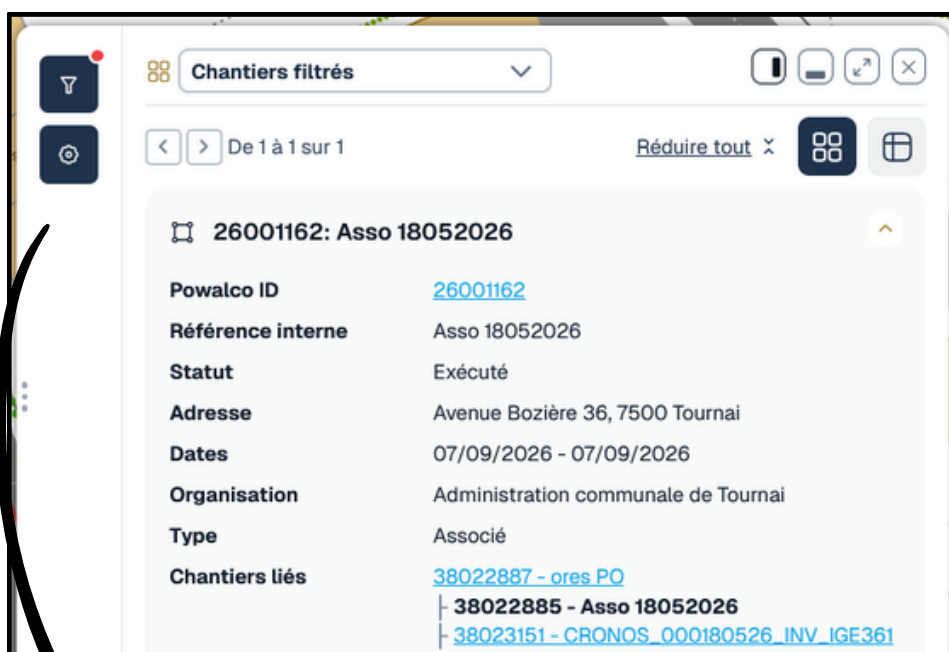 Chantiers filtrés
De 1 à 1 sur 1
Réduire tout
26001162: Asso 18052026
Powalco ID 26001162
Référence interne Asso 18052026
Statut Exécuté
Adresse Avenue Bozière 36, 7500 Tournai
Dates 07/09/2026 - 07/09/2026
Organisation Administration communale de Tournai
Type Associé
Chantiers liés 38022887 - ores PO
38022885 - Asso 18052026
38023151 - CRONOS_000180526_INV_IGE361